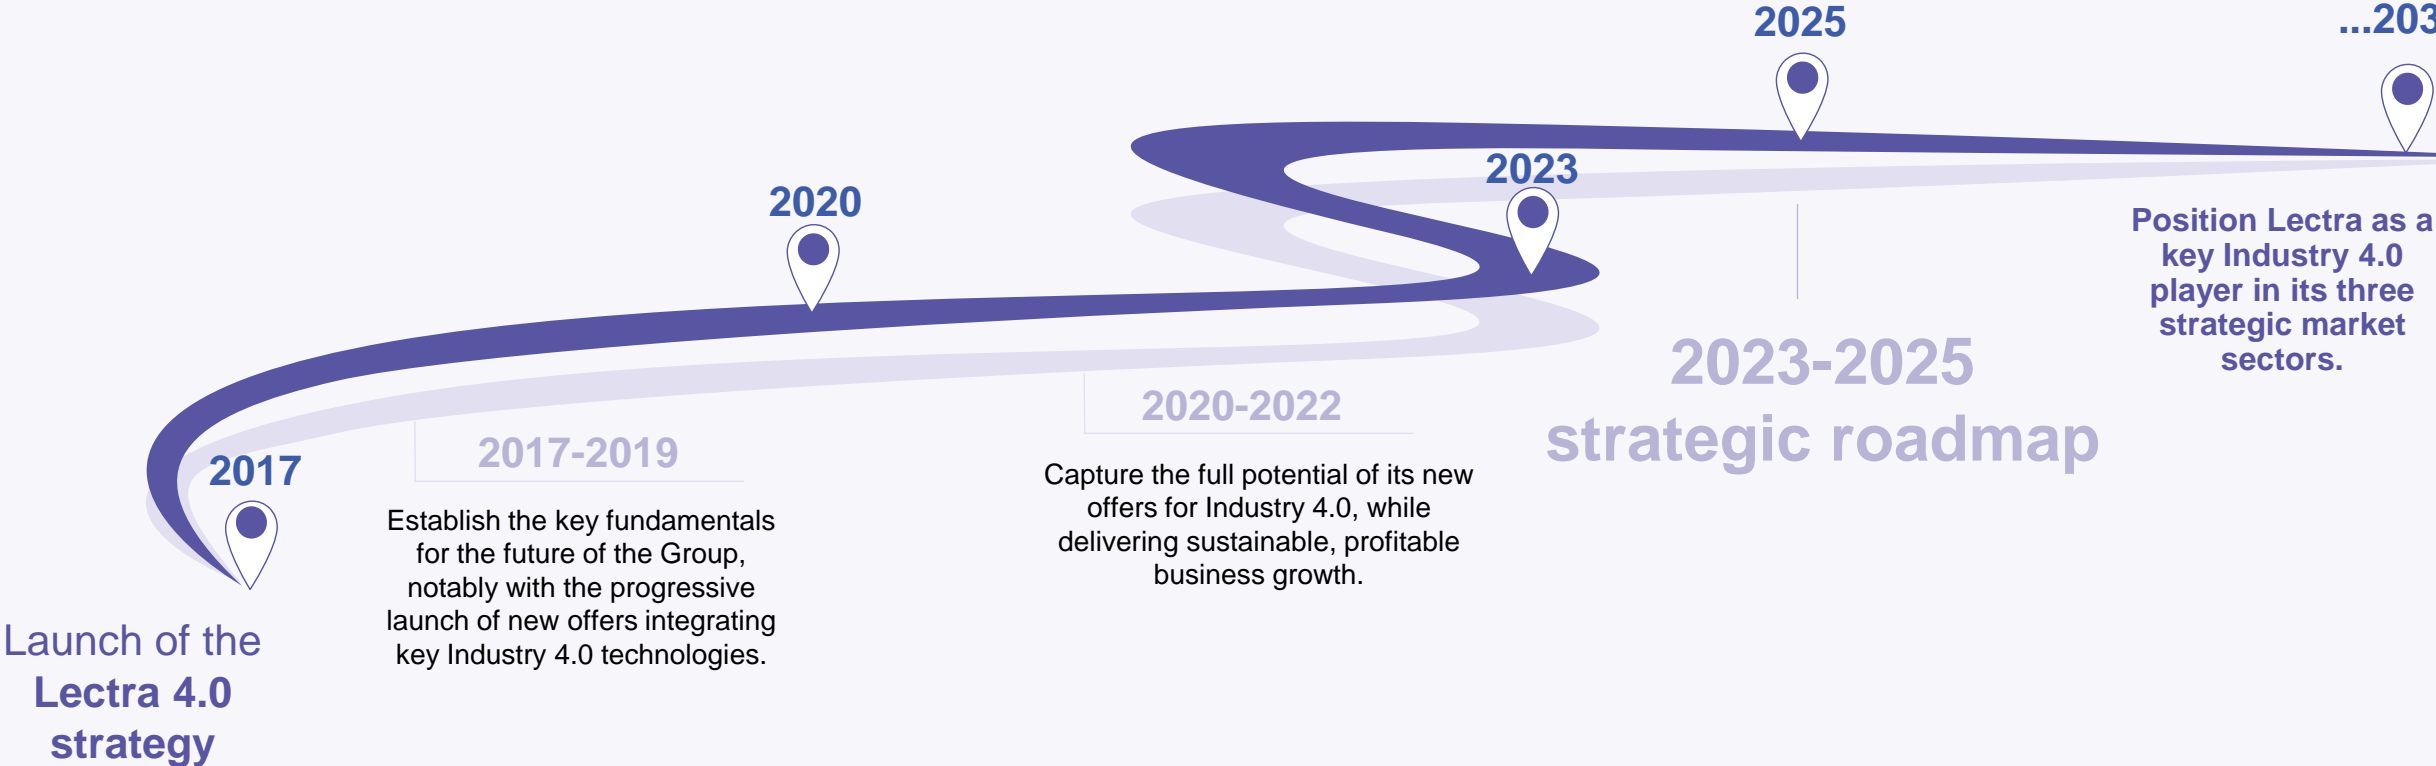 2017
Launch of the
Lectra 4.0
strategy
2017-2019
Establish the key fundamentals
for the future of the Group,
notably with the progressive
launch of new offers integrating
key Industry 4.0 technologies.
2020
2020-2022
Capture the full potential of its new
offers for Industry 4.0, while
delivering sustainable, profitable
business growth.
2023
2025
2023-2025
strategic roadmap
Position Lectra as a
key Industry 4.0
player in its three
strategic market
sectors.